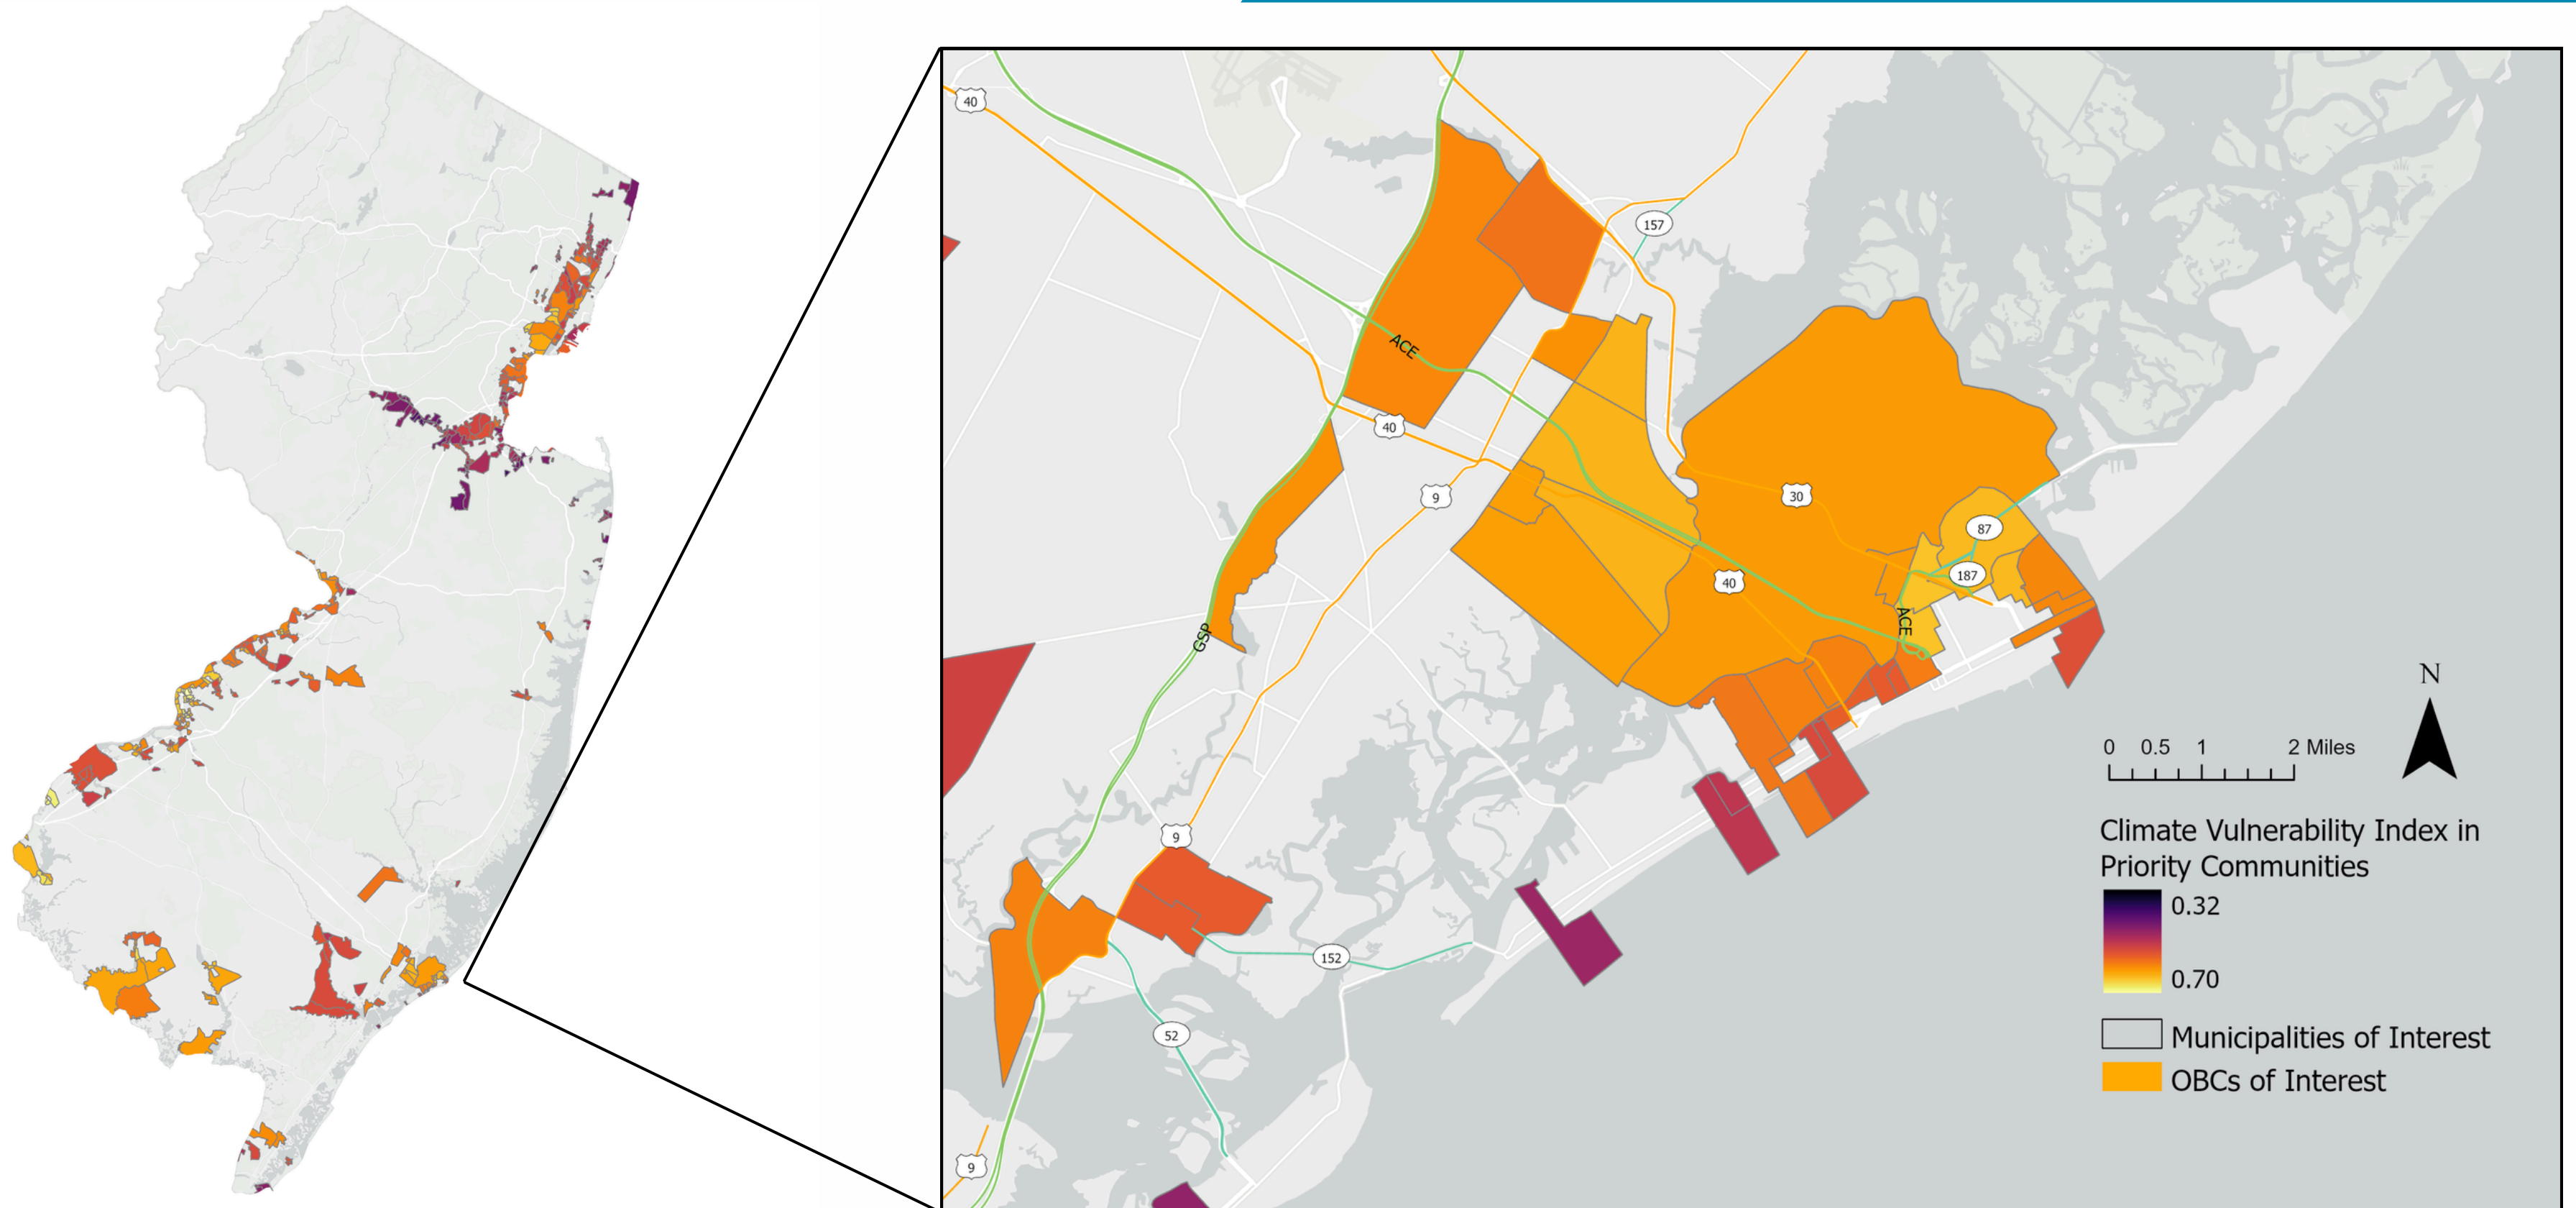 40
157
ACE
40
9
30
87
187
40
ACE
GSP
N
0 0.5 1 2 Miles
9
Climate Vulnerability Index in
Priority Communities
0.32
152
0.70
52
Municipalities of Interest
OBCs of Interest
9